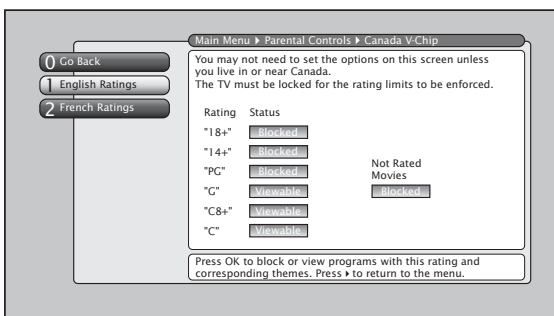 Main Menu ▸ Parental Controls ▸ Canada V-Chip
0 Go Back
1 English Ratings
2 French Ratings
You may not need to set the options on this screen unless
you live in or near Canada.
The TV must be locked for the rating limits to be enforced.
Rating Status
"18+" Blocked
"14+" Blocked
"PG" Blocked
"G" Viewable
"C8+" Viewable
"C" Viewable
Not Rated
Movies
Blocked
Press OK to block or view programs with this rating and
corresponding themes. Press ▸ to return to the menu.